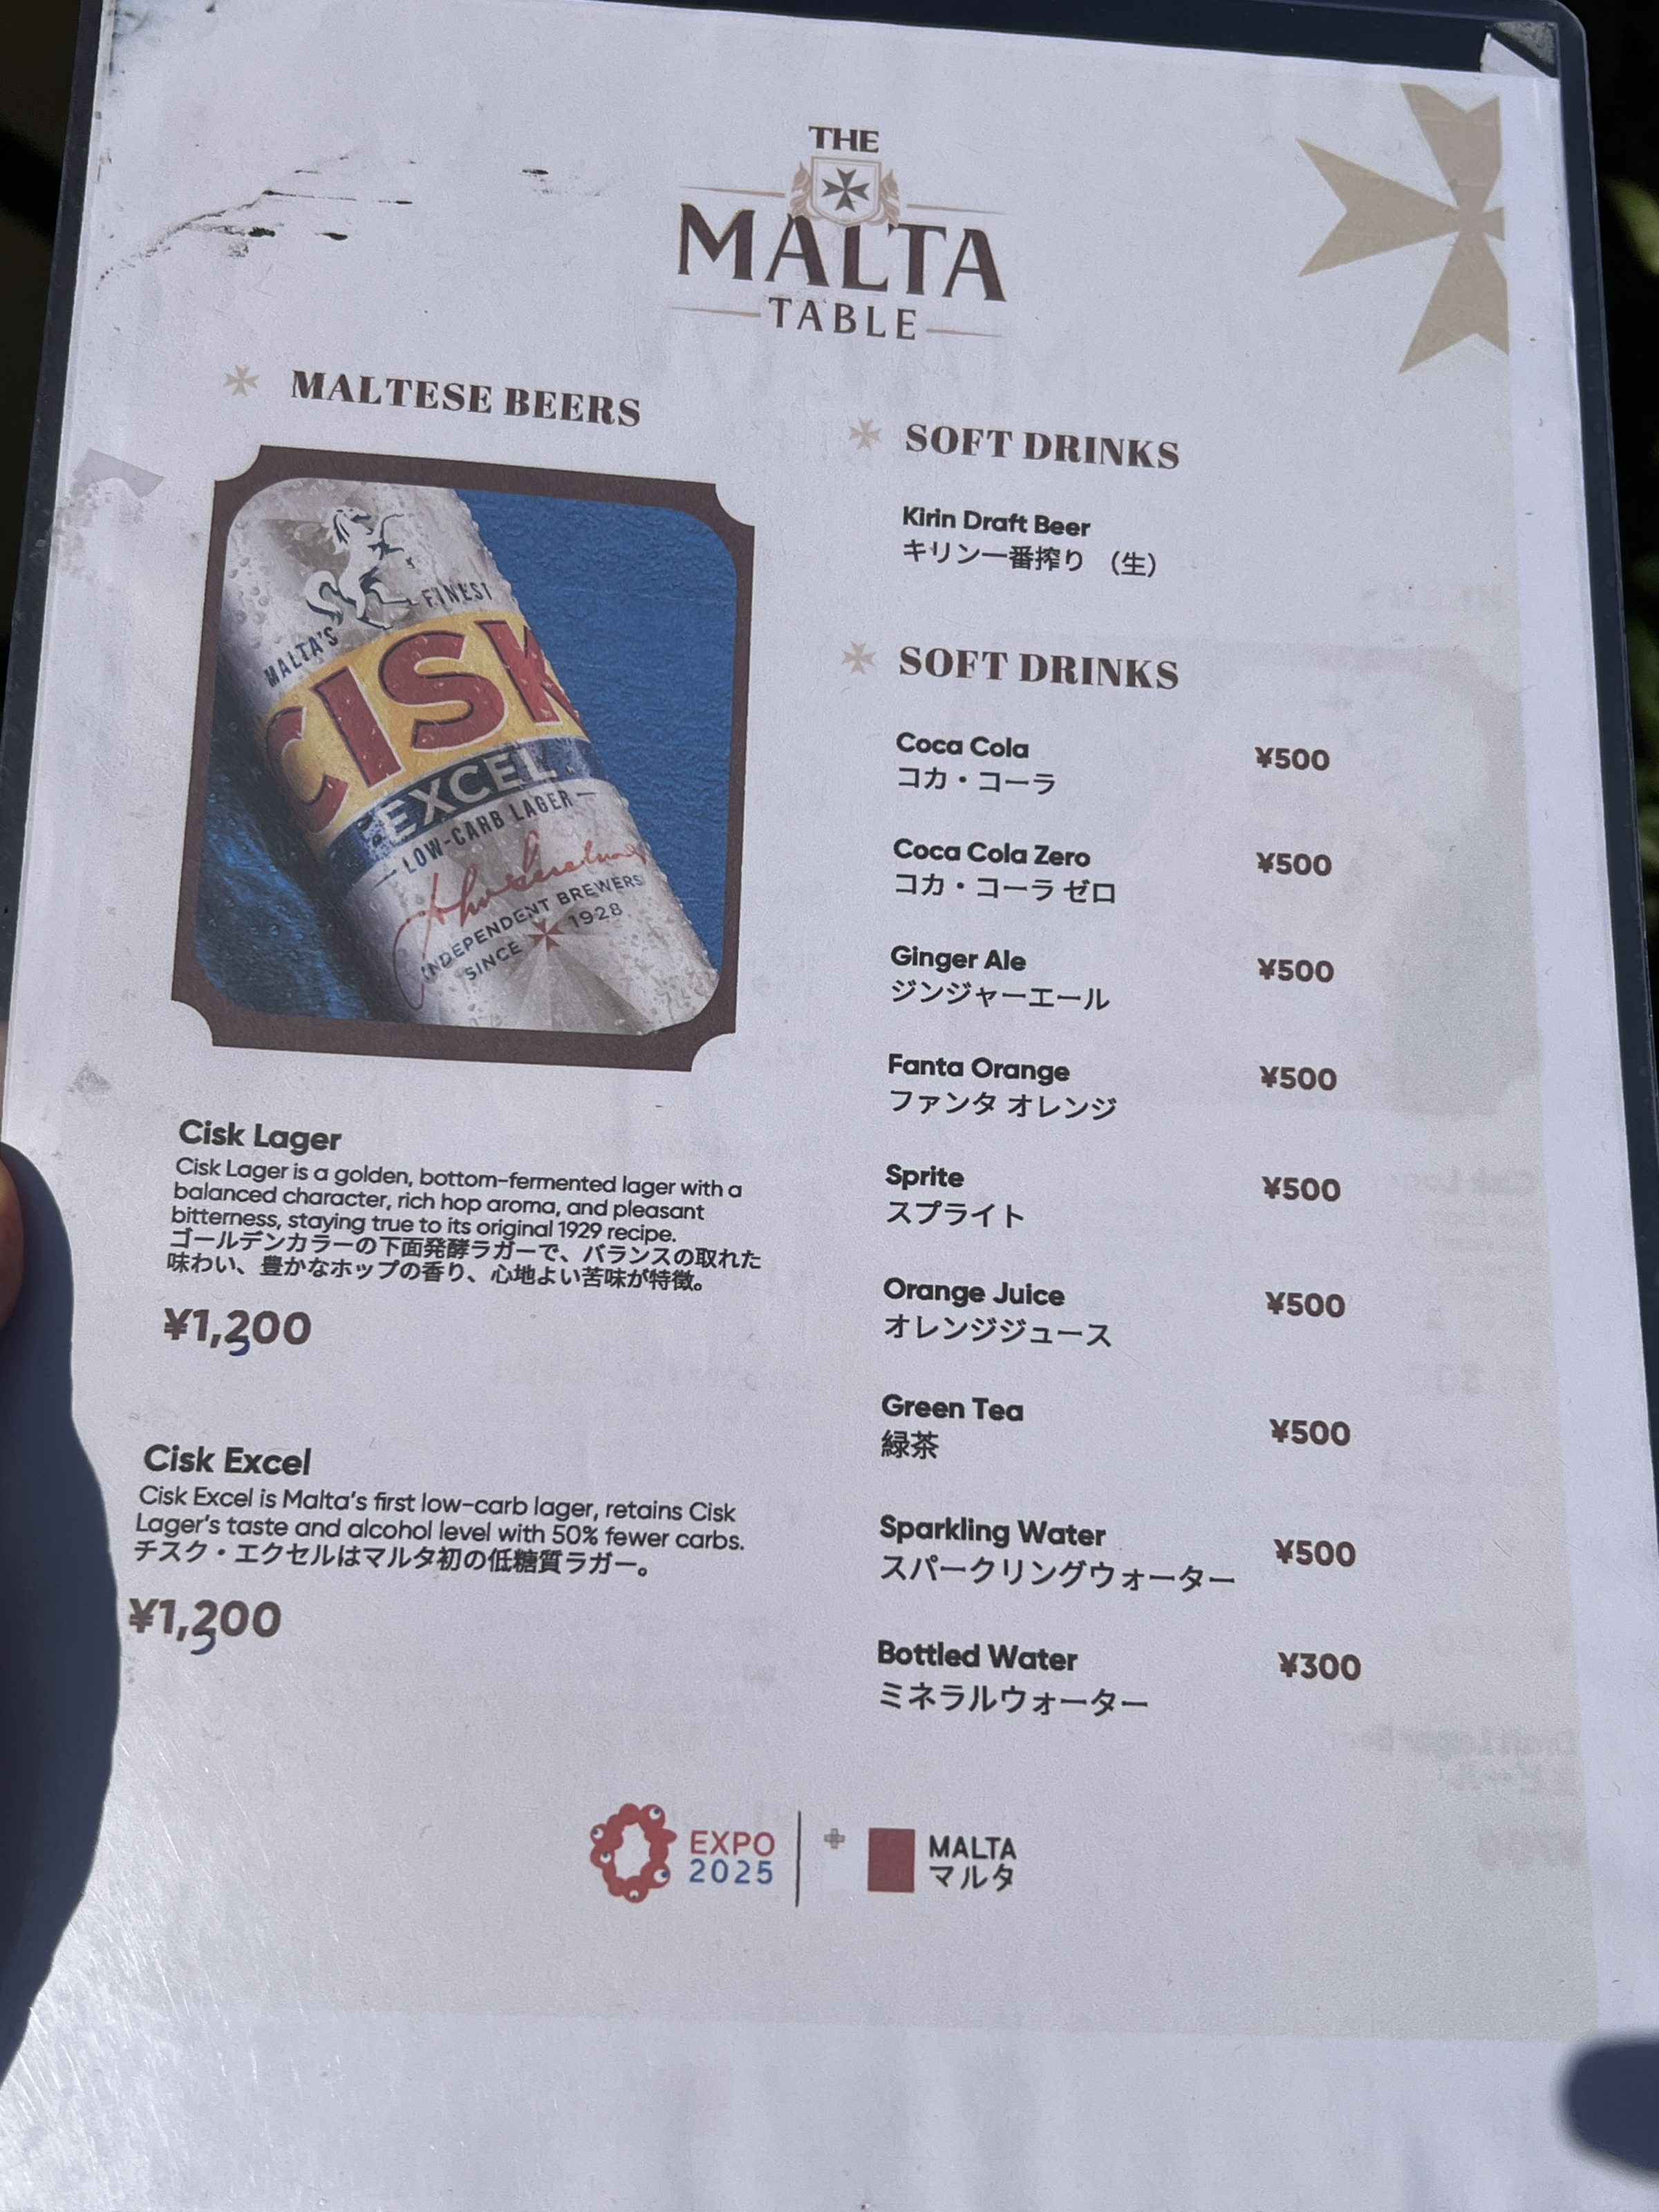 THE
MALTA
TABLE
MALTESE BEERS
MALTA'S FINEST
CISK
EXCEL
LOW-CARB LAGER
INDEPENDENT BREWERS
SINCE 1928
Cisk Lager
Cisk Lager is a golden, bottom-fermented lager with a
balanced character, rich hop aroma, and pleasant
bitterness, staying true to its original 1929 recipe.
ゴールデンカラーの下面発酵ラガーで、バランスの取れた
味わい、豊かなホップの香り、心地よい苦味が特徴。
¥1,300
Cisk Excel
Cisk Excel is Malta's first low-carb lager, retains Cisk
Lager's taste and alcohol level with 50% fewer carbs.
チスク・エクセルはマルタ初の低糖質ラガー。
¥1,300
SOFT DRINKS
Kirin Draft Beer
キリン一番搾り （生）
SOFT DRINKS
Coca Cola ¥500
コカ・コーラ
Coca Cola Zero ¥500
コカ・コーラ ゼロ
Ginger Ale ¥500
ジンジャーエール
Fanta Orange ¥500
ファンタ オレンジ
Sprite ¥500
スプライト
Orange Juice ¥500
オレンジジュース
Green Tea ¥500
緑茶
Sparkling Water ¥500
スパークリングウォーター
Bottled Water ¥300
ミネラルウォーター
EXPO
2025
MALTA
マルタ